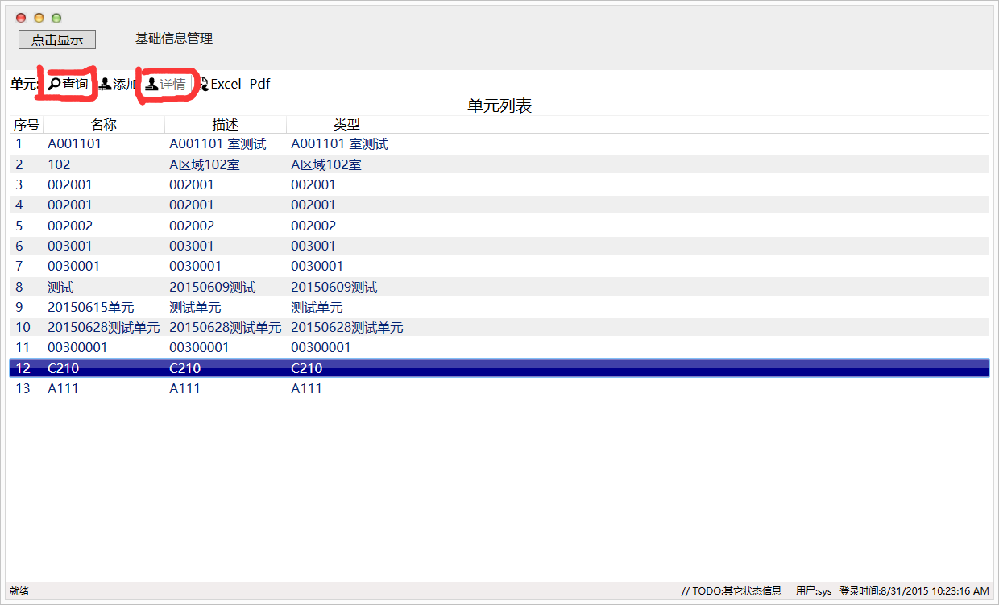 点击显示 基础信息管理
单元: 查询 添加 详情 Excel Pdf
单元列表
序号 名称 描述 类型
1 A001101 A001101 室测试 A001101 室测试
2 102 A区域102室 A区域102室
3 002001 002001 002001
4 002001 002001 002001
5 002002 002002 002002
6 003001 003001 003001
7 0030001 0030001 0030001
8 测试 20150609测试 20150609测试
9 20150615单元 测试单元 测试单元
10 20150628测试单元 20150628测试单元 20150628测试单元
11 00300001 00300001 00300001
12 C210 C210 C210
13 A111 A111 A111
就绪 // TODO:其它状态信息 用户:sys 登录时间:8/31/2015 10:23:16 AM